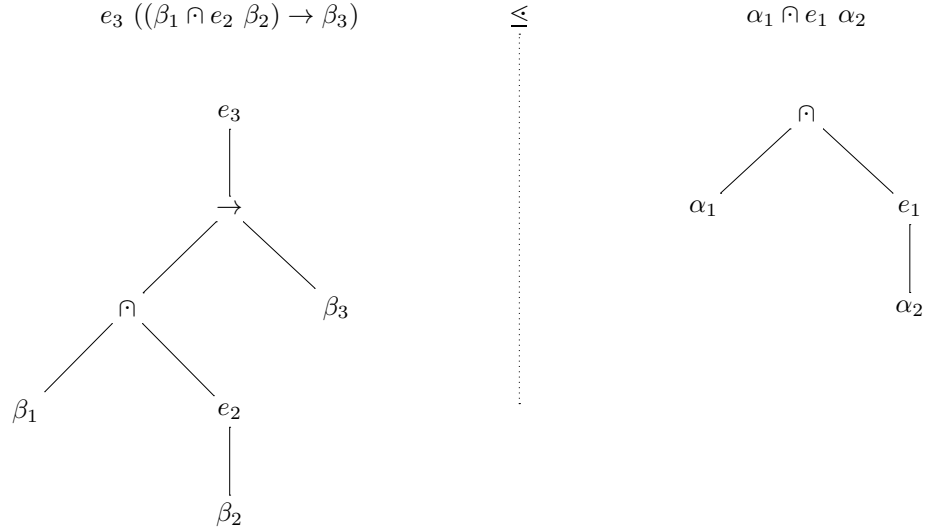 e₃ ((β₁ ⩀ e₂ β₂) → β₃) ⩿ α₁ ⩀ e₁ α₂
e₃ ⩀
→ α₁ e₁
⩀ β₃ α₂
β₁ e₂
β₂